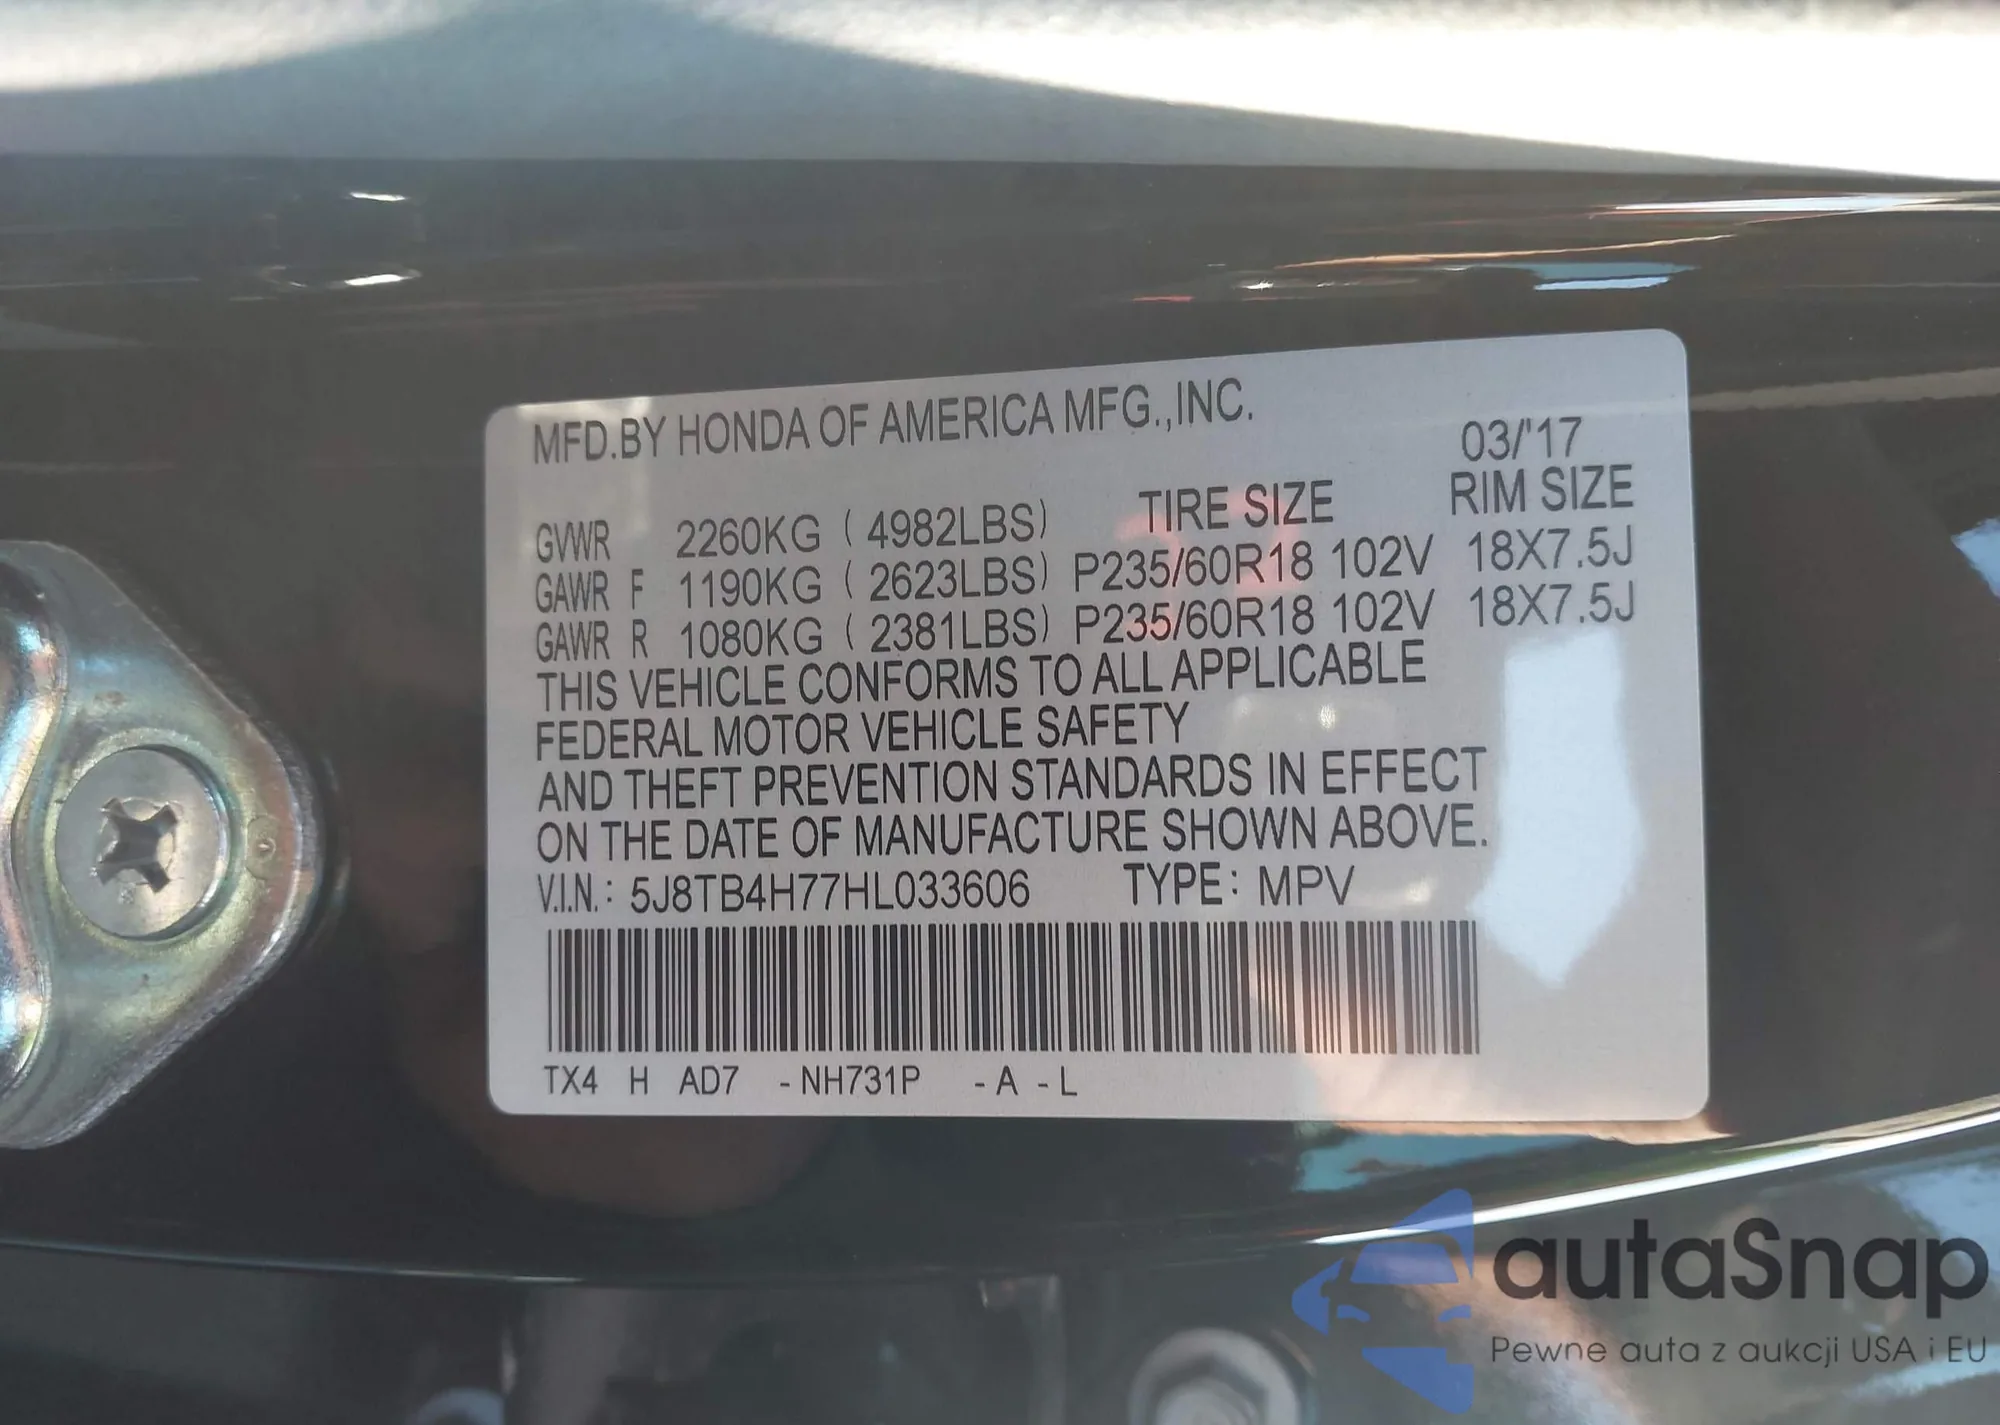 MFD.BY HONDA OF AMERICA MFG.,INC.
03/'17
TIRE SIZE RIM SIZE
GVWR 2260KG ( 4982LBS)
GAWR F 1190KG ( 2623LBS) P235/60R18 102V 18X7.5J
GAWR R 1080KG ( 2381LBS) P235/60R18 102V 18X7.5J
THIS VEHICLE CONFORMS TO ALL APPLICABLE
FEDERAL MOTOR VEHICLE SAFETY
AND THEFT PREVENTION STANDARDS IN EFFECT
ON THE DATE OF MANUFACTURE SHOWN ABOVE.
V.I.N.: 5J8TB4H77HL033606 TYPE: MPV
TX4 H AD7 -NH731P -A -L
autaSnap
Pewne auta z aukcji USA i EU